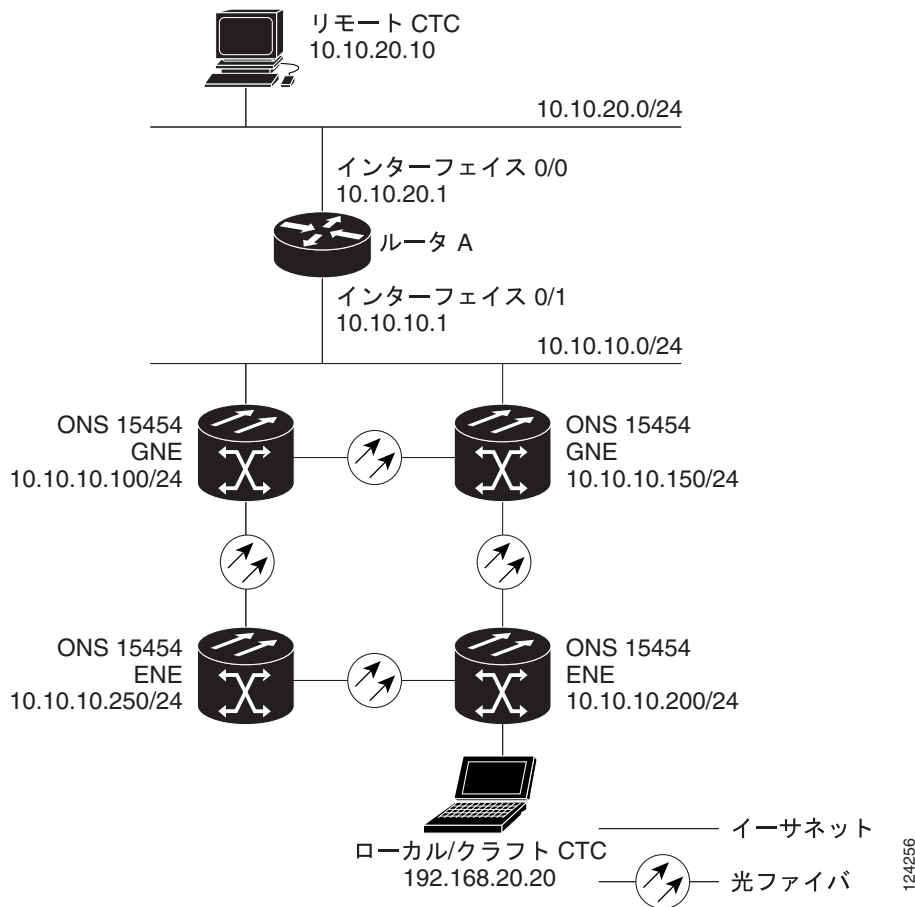 リモート CTC
10.10.20.10
10.10.20.0/24
インターフェイス 0/0
10.10.20.1
ルータ A
インターフェイス 0/1
10.10.10.1
10.10.10.0/24
ONS 15454
GNE
10.10.10.100/24
ONS 15454
GNE
10.10.10.150/24
ONS 15454
ENE
10.10.10.250/24
ONS 15454
ENE
10.10.10.200/24
ローカル/クラフト CTC
192.168.20.20
イーサネット
光ファイバ
124256